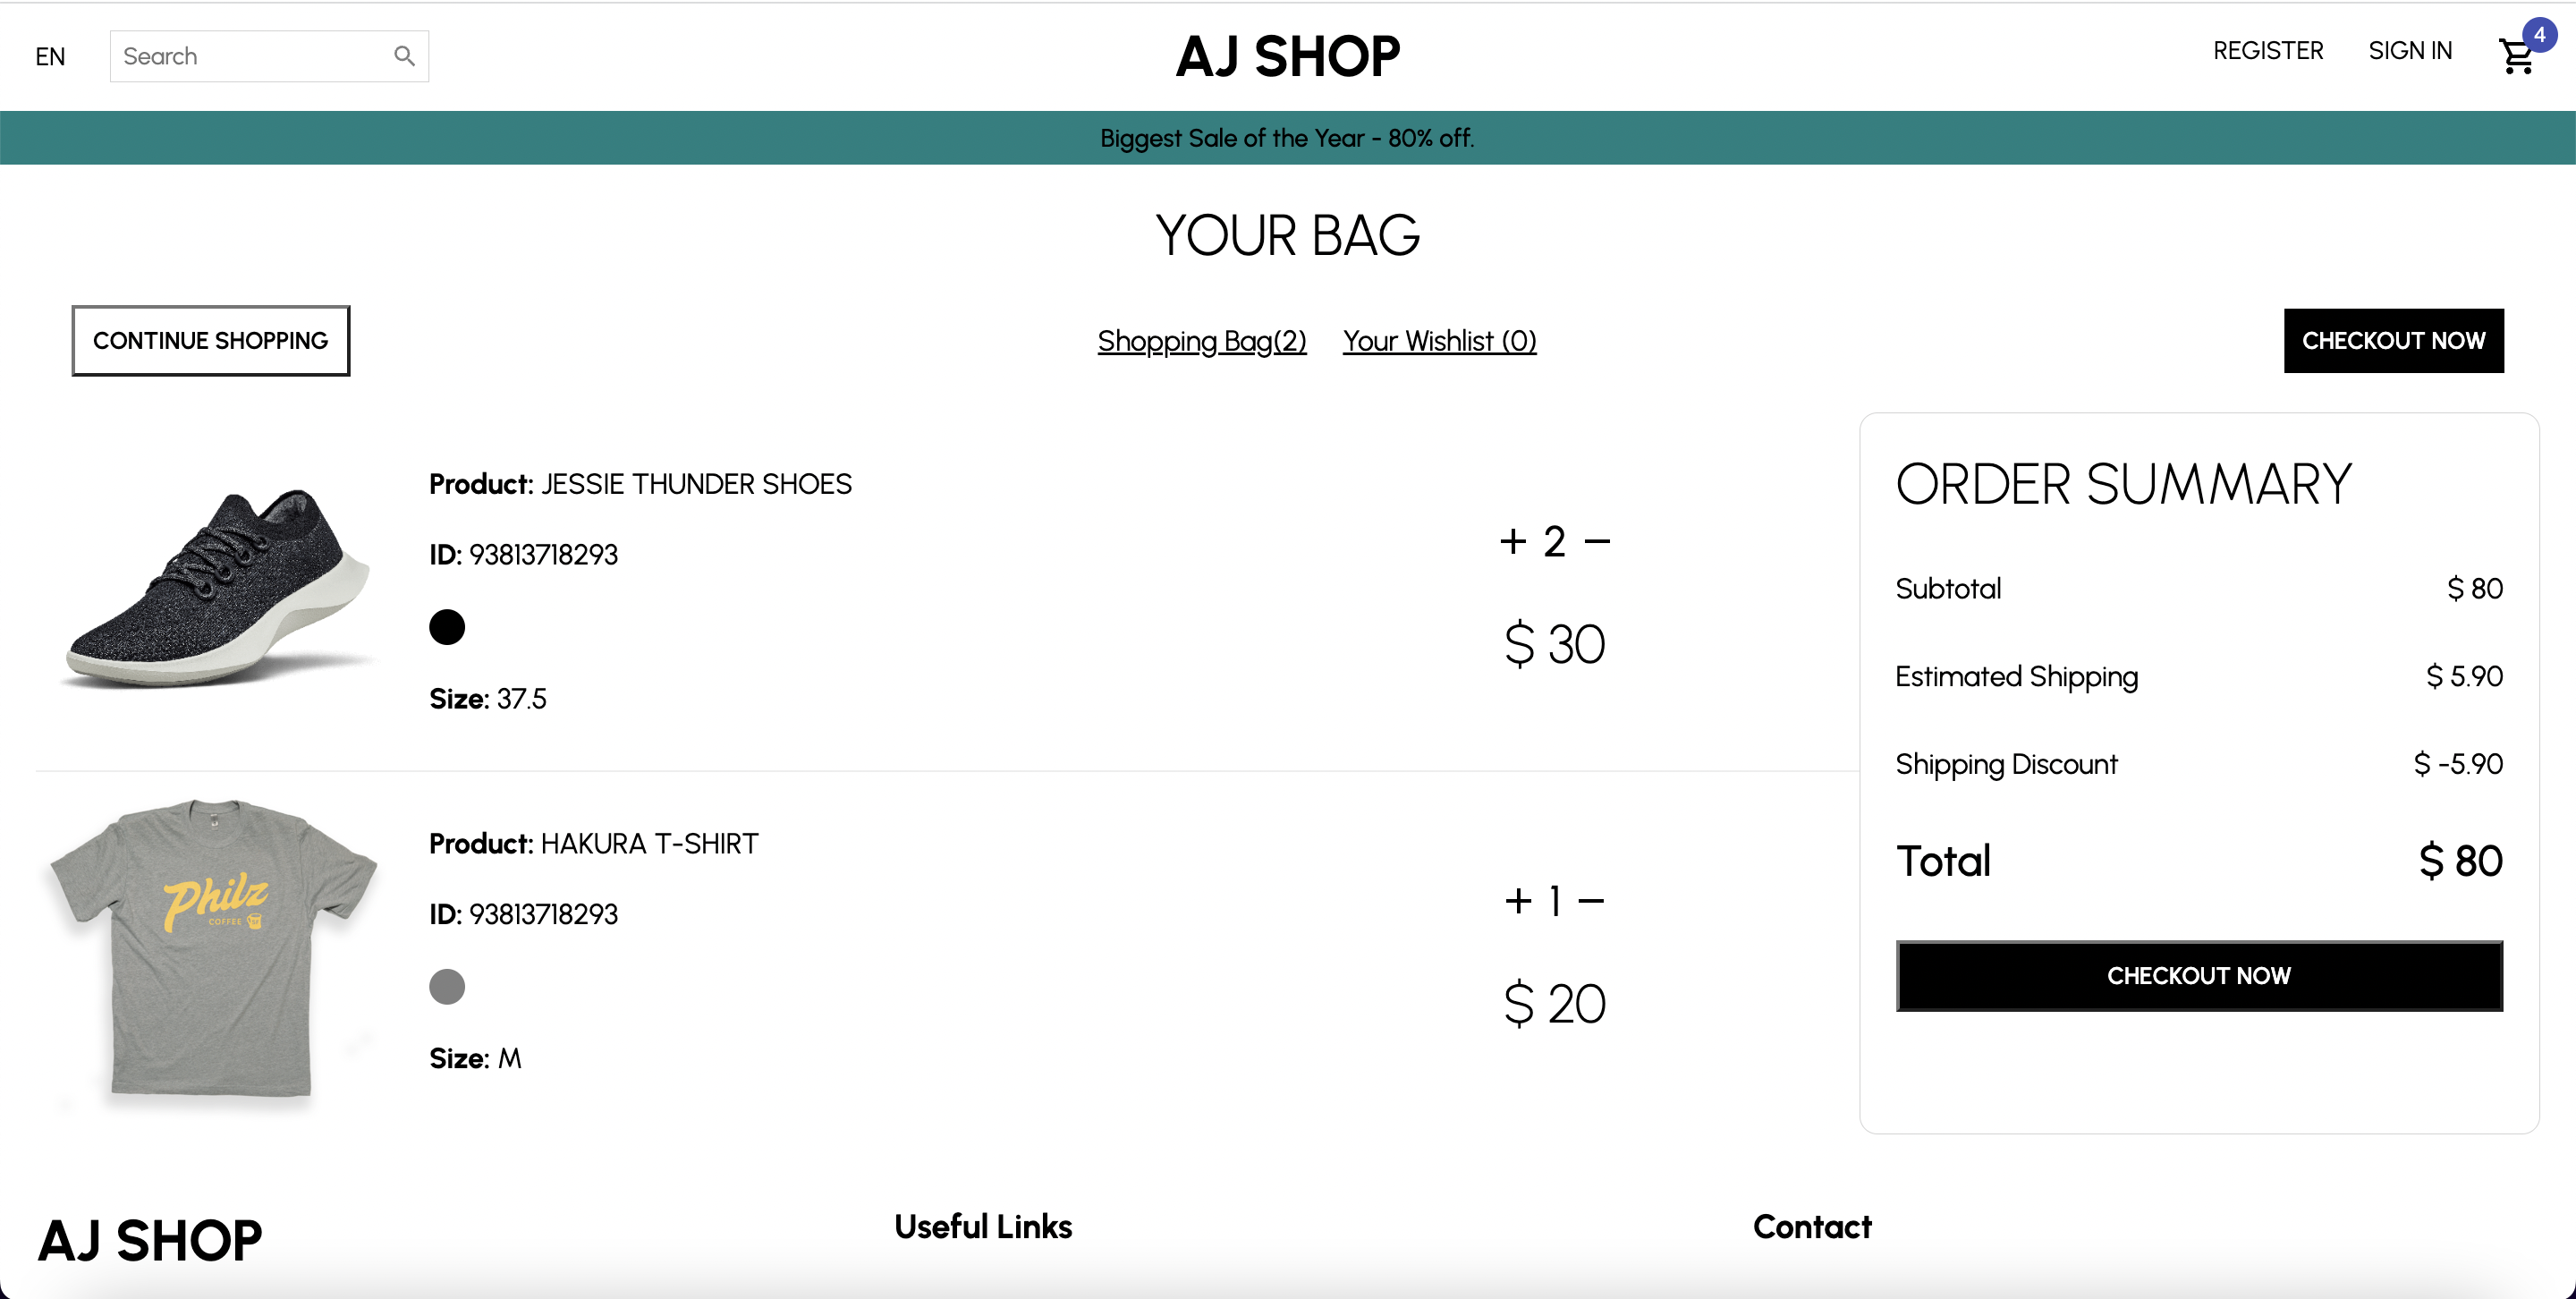 EN
Search
AJ SHOP
REGISTER
SIGN IN
4
Biggest Sale of the Year - 80% off.
YOUR BAG
CONTINUE SHOPPING
Shopping Bag(2)
Your Wishlist (0)
CHECKOUT NOW
Product: JESSIE THUNDER SHOES
ID: 93813718293
Size: 37.5
+ 2 −
$ 30
Philz
COFFEE
Product: HAKURA T-SHIRT
ID: 93813718293
Size: M
+ 1 −
$ 20
ORDER SUMMARY
Subtotal $ 80
Estimated Shipping $ 5.90
Shipping Discount $ -5.90
Total $ 80
CHECKOUT NOW
AJ SHOP
Useful Links
Contact